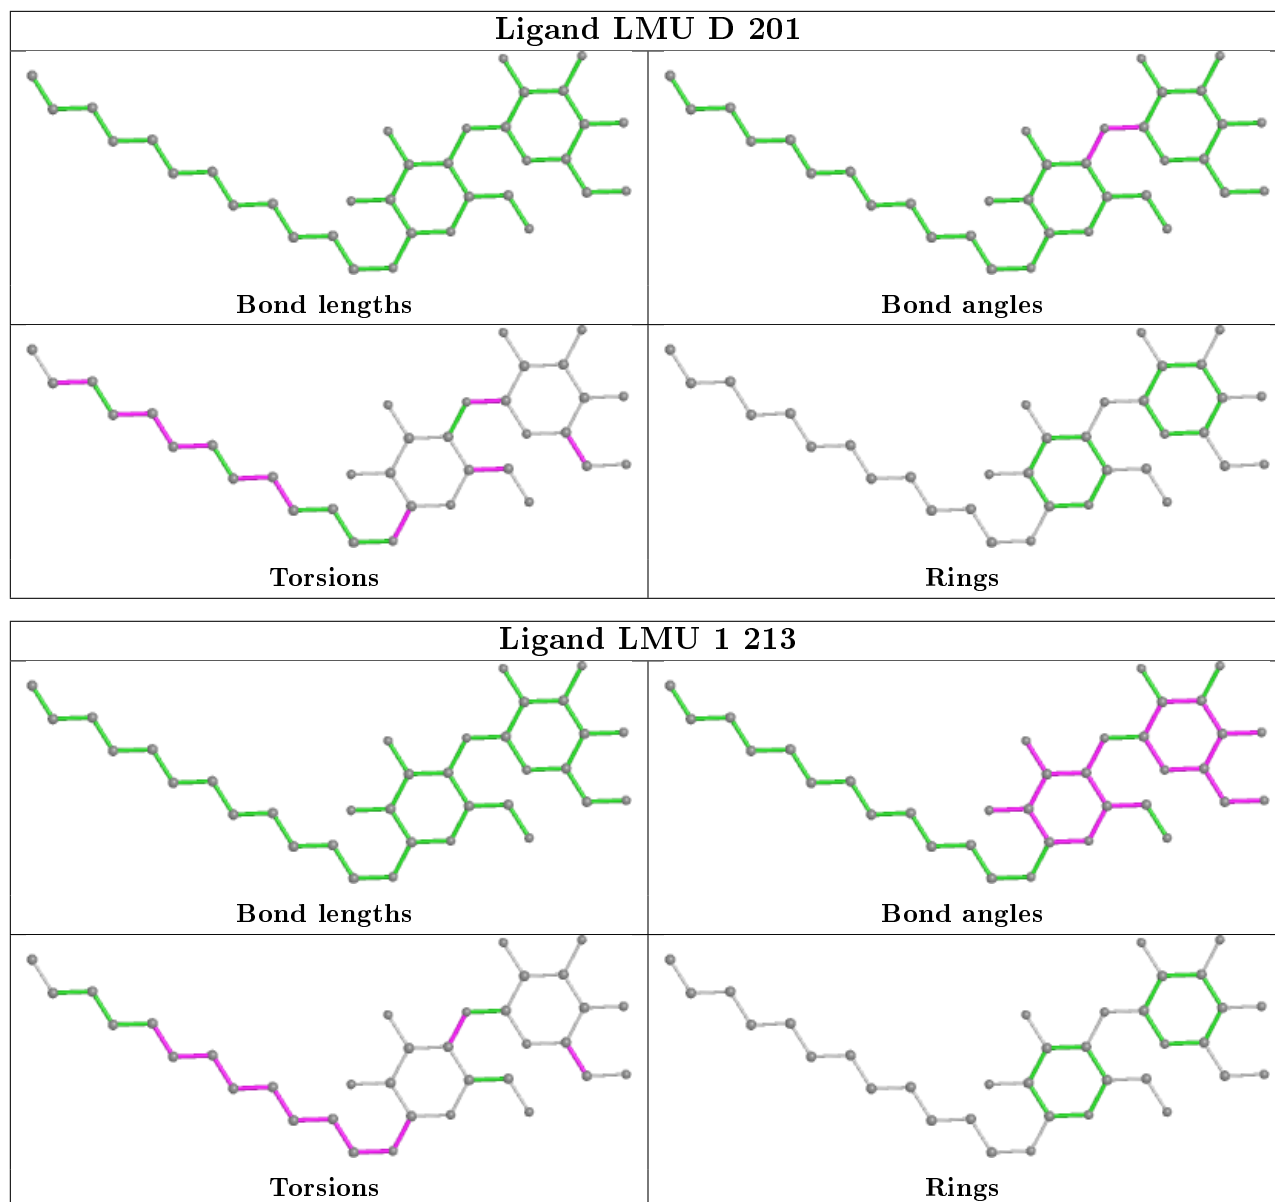 Ligand LMU D 201
Bond lengths
Bond angles
Torsions
Rings
Ligand LMU 1 213
Bond lengths
Bond angles
Torsions
Rings